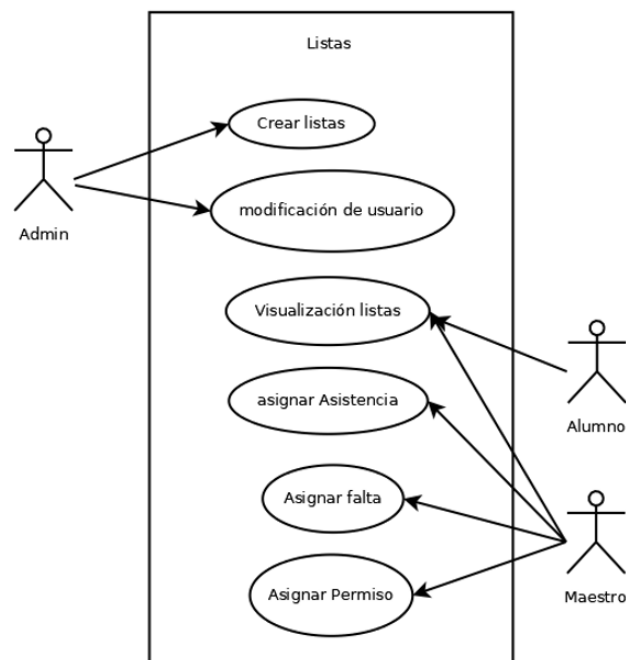 Listas
Crear listas
Admin
modificación de usuario
Visualización listas
asignar Asistencia
Alumno
Asignar falta
Asignar Permiso
Maestro